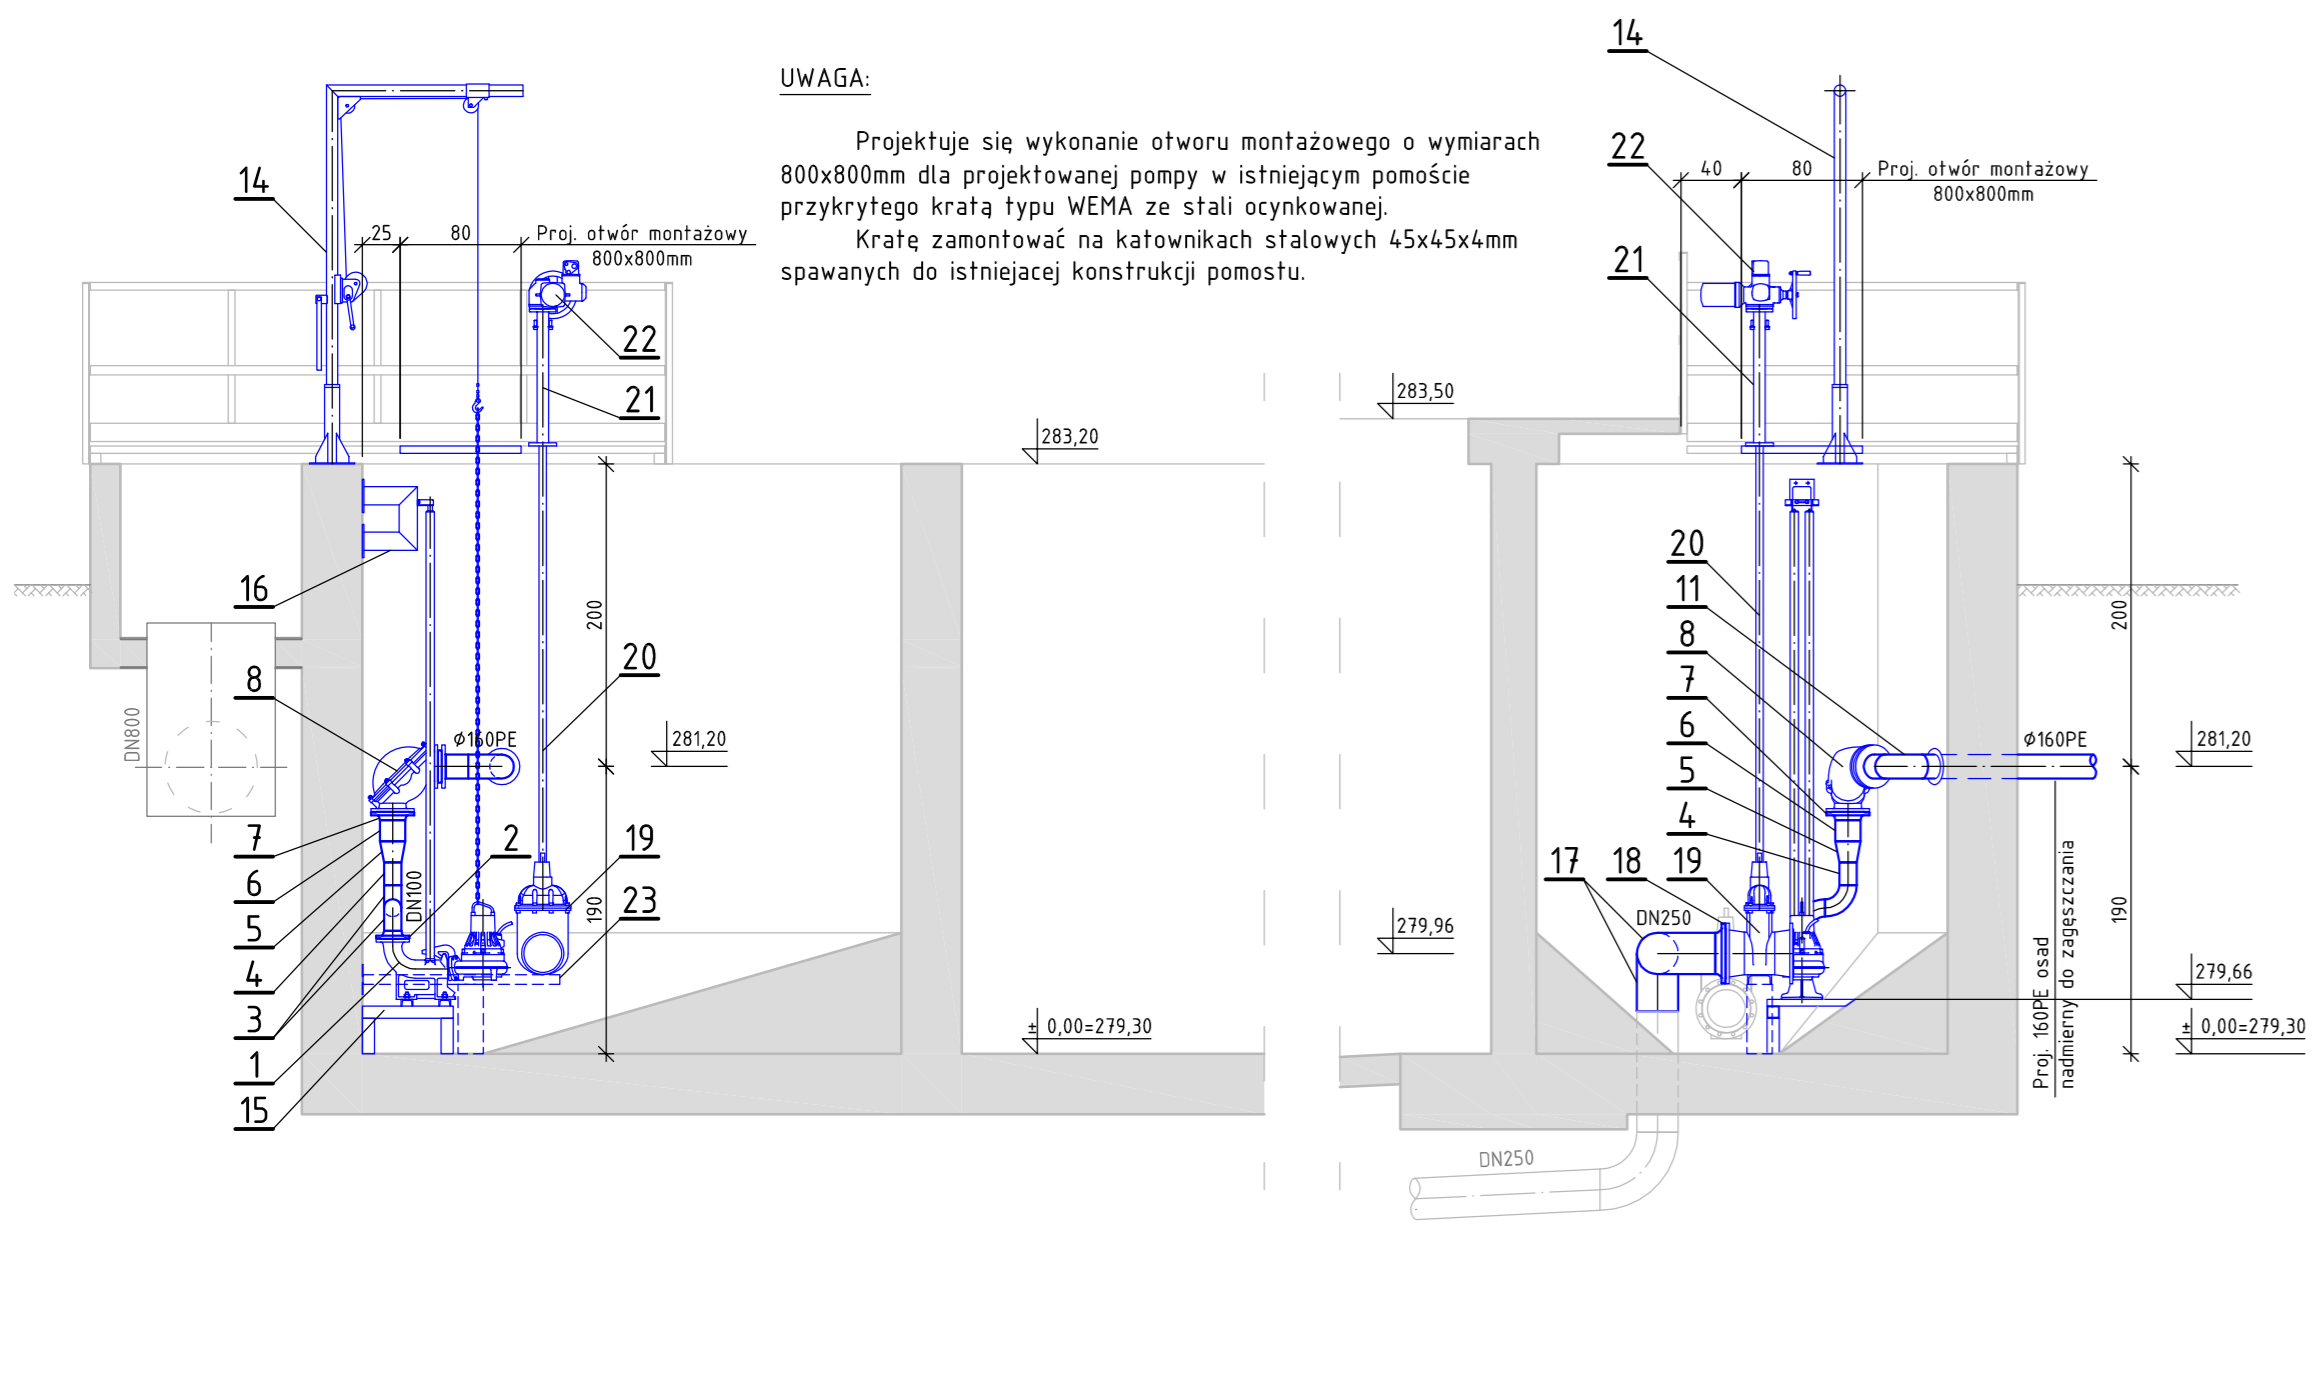 UWAGA:
Projektuje się wykonanie otworu montażowego o wymiarach
800x800mm dla projektowanej pompy w istniejącym pomoście
przykrytego kratą typu WEMA ze stali ocynkowanej.
Kratę zamontować na katownikach stalowych 45x45x4mm
spawanych do istniejacej konstrukcji pomostu.
14
25
80
Proj. otwór montażowy
800x800mm
22
21
16
200
20
8
DN800
Ø160PE
281,20
7
2
19
6
DN100
23
5
190
4
3
1
15
283,20
± 0,00=279,30
14
22
40
80
Proj. otwór montażowy
800x800mm
21
283,50
20
11
200
8
7
6
Ø160PE
281,20
5
4
17
18
19
DN250
190
279,96
279,66
± 0,00=279,30
Proj. 160PE osad
nadmierny do zagęszczania
DN250